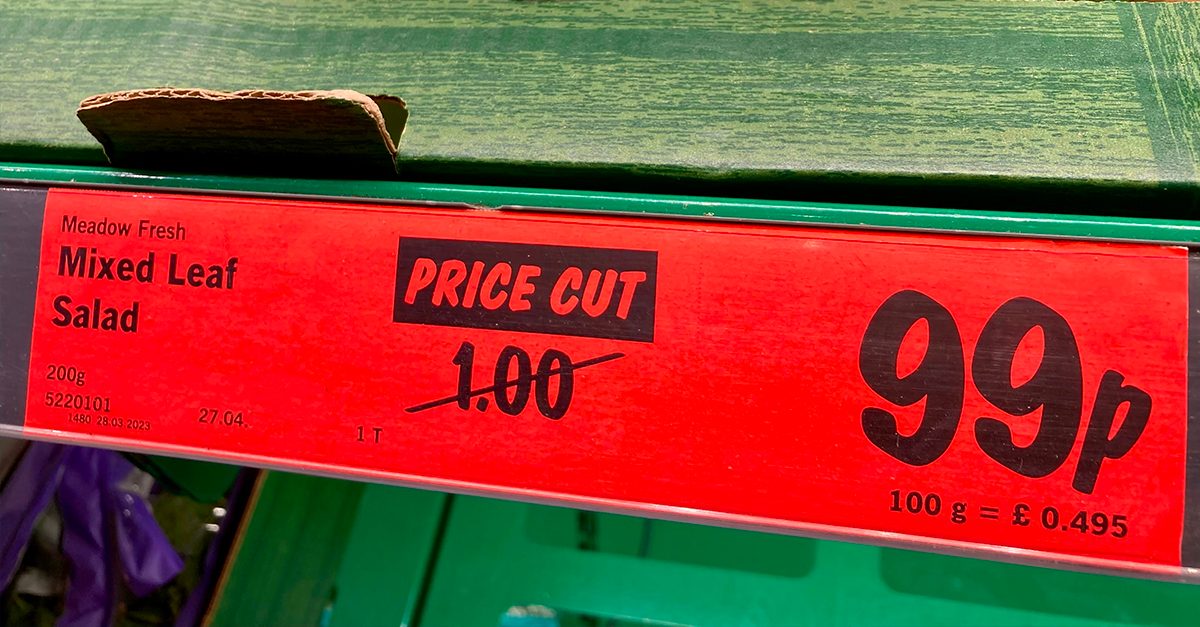 Meadow Fresh
Mixed Leaf
Salad
200g
5220101
1480 28.03.2023
27.04.
1 T
PRICE CUT
1.00
99p
100 g = £ 0.495